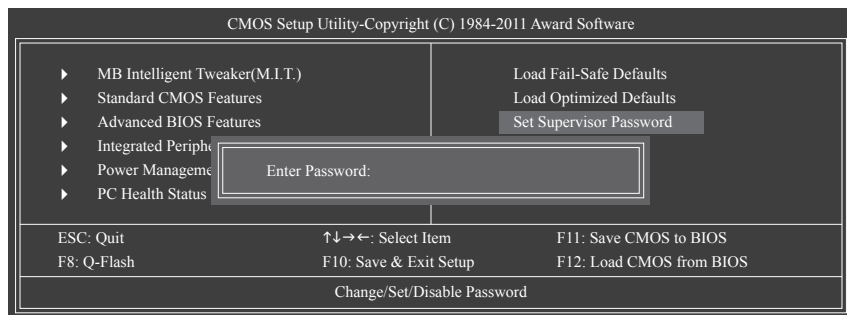 CMOS Setup Utility-Copyright (C) 1984-2011 Award Software
MB Intelligent Tweaker(M.I.T.)
Standard CMOS Features
Advanced BIOS Features
Integrated Periphe
Power Manageme
PC Health Status
Load Fail-Safe Defaults
Load Optimized Defaults
Set Supervisor Password
Enter Password:
ESC: Quit ↑↓→←: Select Item F11: Save CMOS to BIOS
F8: Q-Flash F10: Save & Exit Setup F12: Load CMOS from BIOS
Change/Set/Disable Password